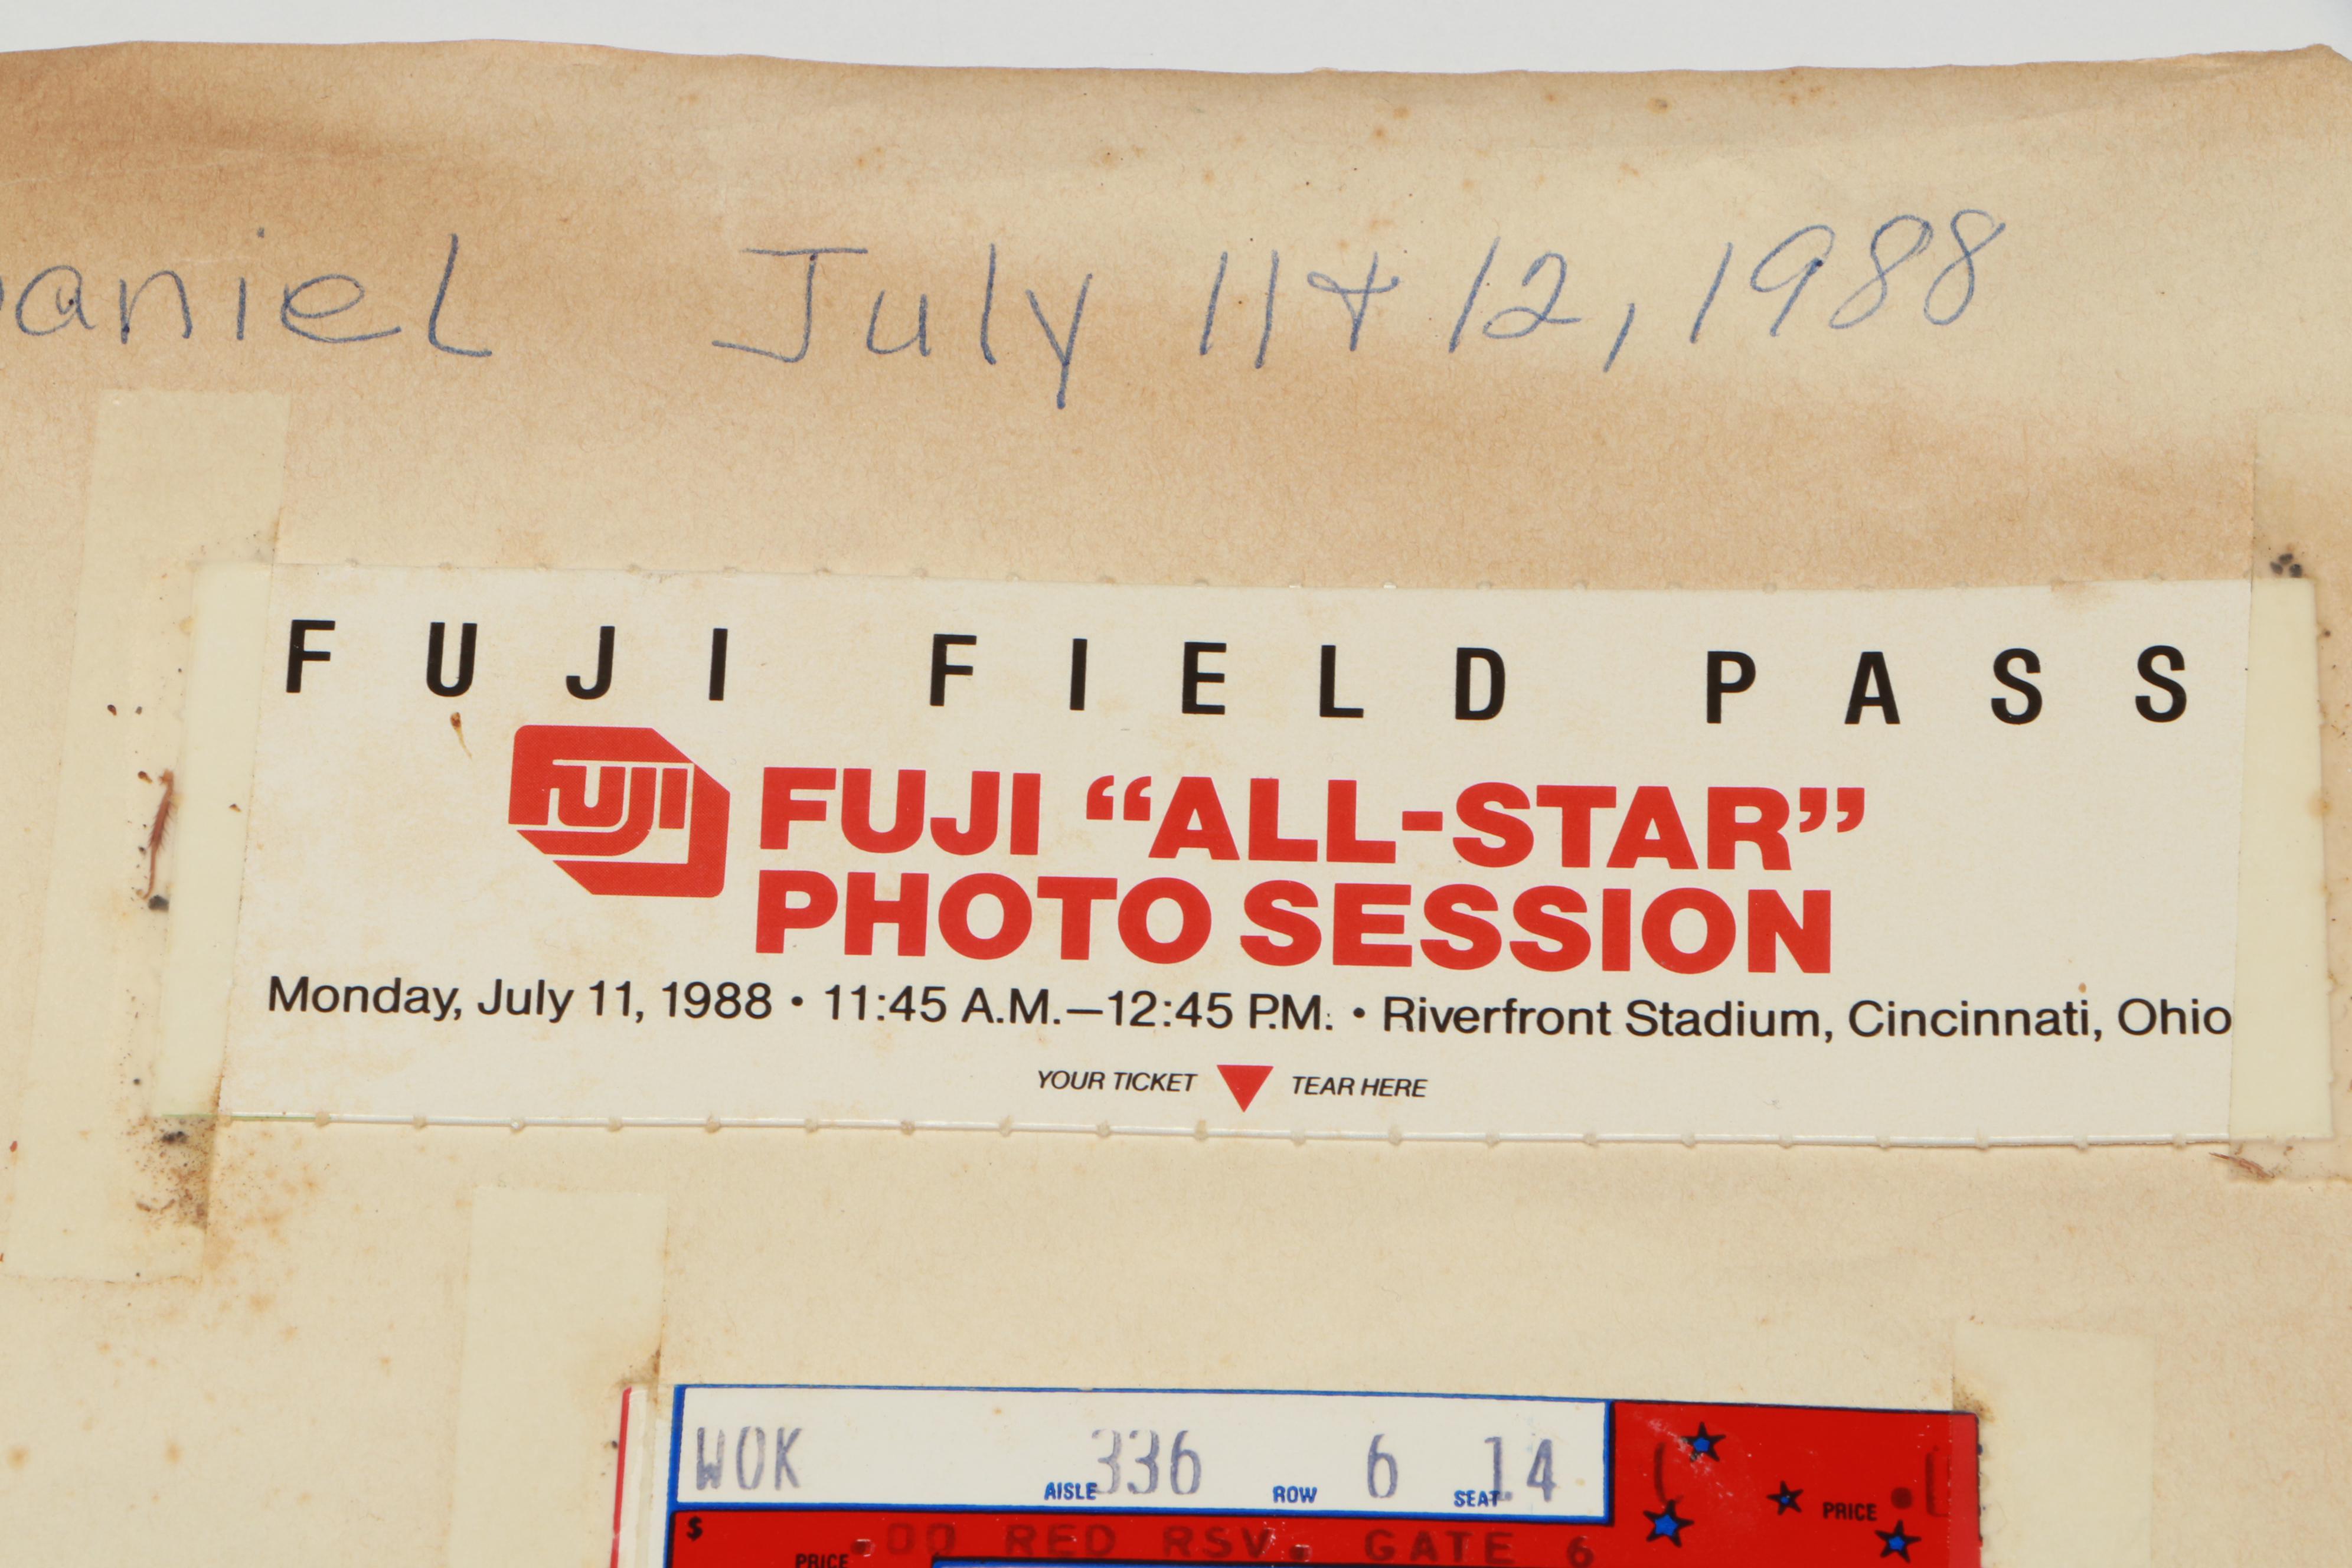 Daniel July 11 & 12, 1988
FUJI FIELD PASS
FUJI
FUJI “ALL-STAR”
PHOTO SESSION
Monday, July 11, 1988 • 11:45 A.M.—12:45 P.M. • Riverfront Stadium, Cincinnati, Ohio
YOUR TICKET TEAR HERE
WOK AISLE 336 ROW 6 SEAT 14
$ .00 RED RSV. GATE 6
PRICE
PRICE